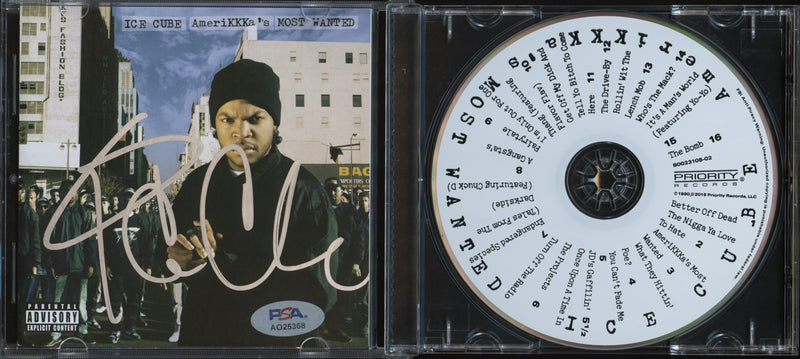 ICE CUBE AmeriKKKa's MOST WANTED
K'S FASHION BLDG.
BAG
PARENTAL
ADVISORY
EXPLICIT CONTENT
PSA
AO25368
ICE CUBE AmeriKKKa's MOST WANTED
Better Off Dead
The Nigga Ya Love
To Hate
2
AmeriKKKa's Most
Wanted
3
What They Hittin'
Foe?
4
You Can't Fade Me
5
JD's Gafflin'
5 1/2
Once Upon A Time In
The Projects
6
Turn Off The Radio
7
Endangered Species
(Tales From The
Darkside)
(Featuring Chuck D)
8
A Gangsta's
Fairytale
9
I'm Only Out For One
Thang (Featuring
Flavor Flav)
10
Get Off My Dick And
Tell Yo Bitch To Come
Here
11
The Drive-By
12
Rollin' Wit The
Lench Mob
13
Who's The Mack?
14
It's A Man's World
(Featuring Yo-Yo)
15
The Bomb
16
B0023108-02
PRIORITY
RECORDS
© 1990, ℗ 2015 Priority Records, LLC